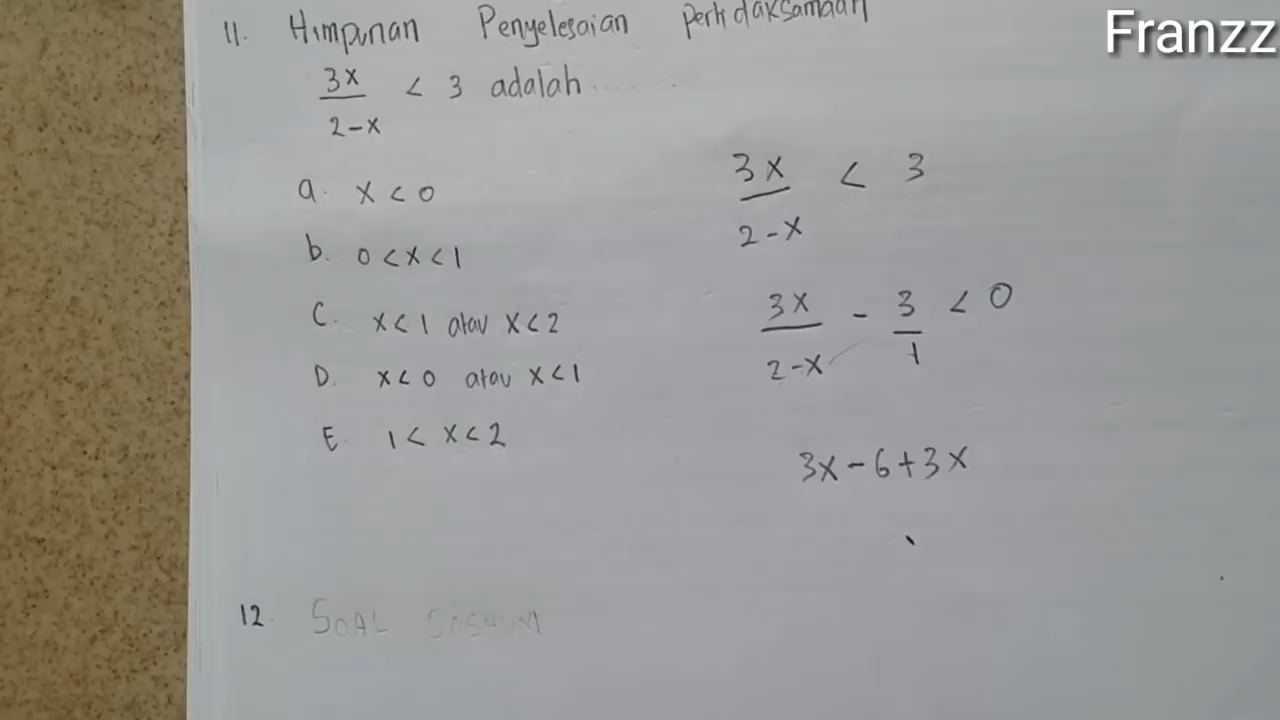 Franzz
11. Himpunan Penyelesaian pertidaksamaan
3x
< 3 adalah .......
2-x
a. x < 0
b. 0 < x < 1
C. x < 1 atau x < 2
D. x < 0 atau x < 1
E. 1 < x < 2
3x
< 3
2-x
3x - 3 < 0
2-x 1
3x - 6 + 3x
12. SOAL